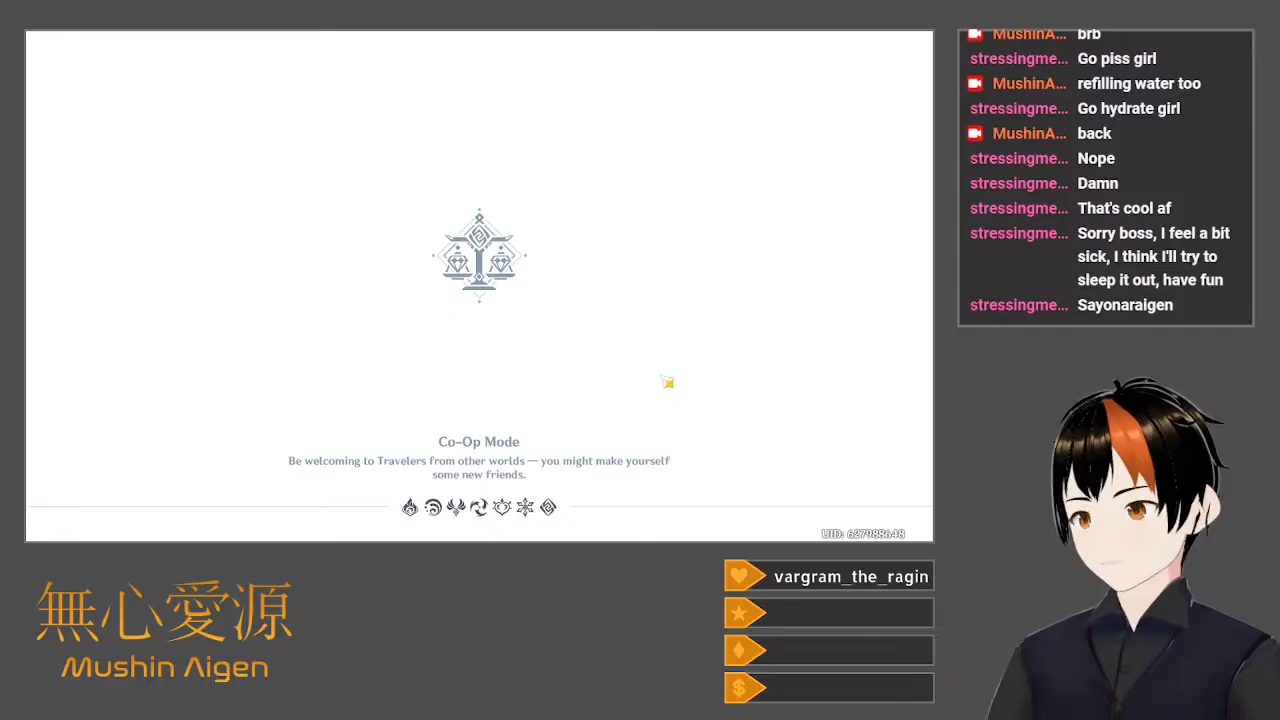 MushinA... brb
stressingme... Go piss girl
MushinA... refilling water too
stressingme... Go hydrate girl
MushinA... back
stressingme... Nope
stressingme... Damn
stressingme... That's cool af
stressingme... Sorry boss, I feel a bit
sick, I think I'll try to
sleep it out, have fun
stressingme... Sayonaraigen
Co-Op Mode
Be welcoming to Travelers from other worlds — you might make yourself
some new friends.
UID: 627988648
vargram_the_ragin
無心愛源
Mushin Aigen